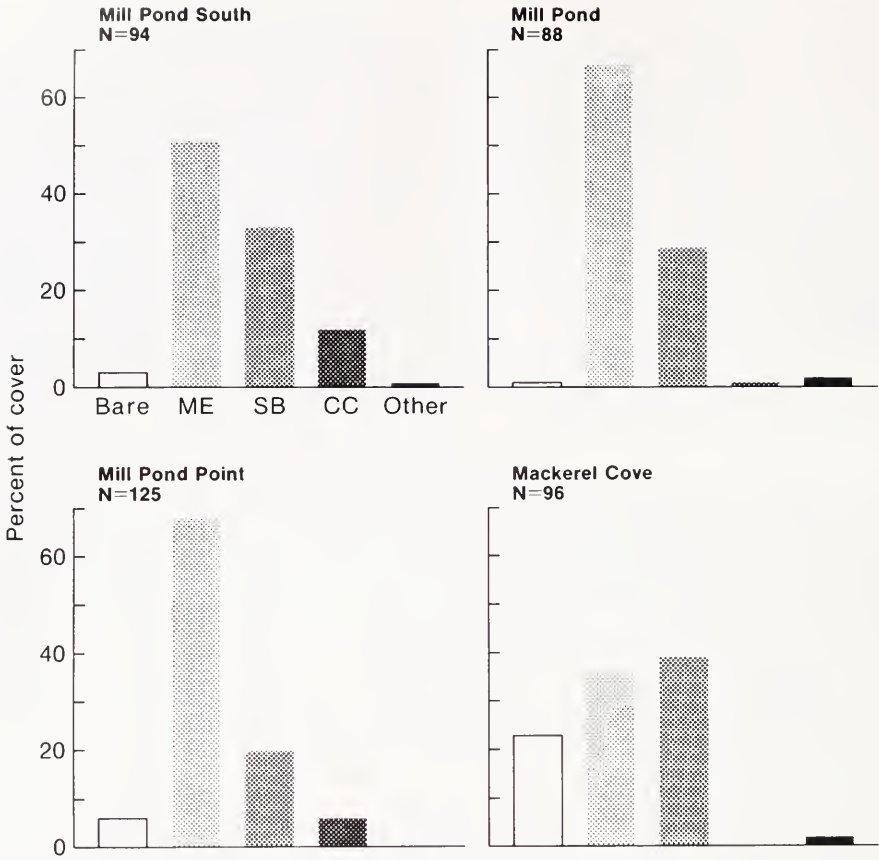 Mill Pond South
N=94
Mill Pond
N=88
Percent of cover
60
40
20
0
Bare ME SB CC Other
Mill Pond Point
N=125
Mackerel Cove
N=96
60
40
20
0